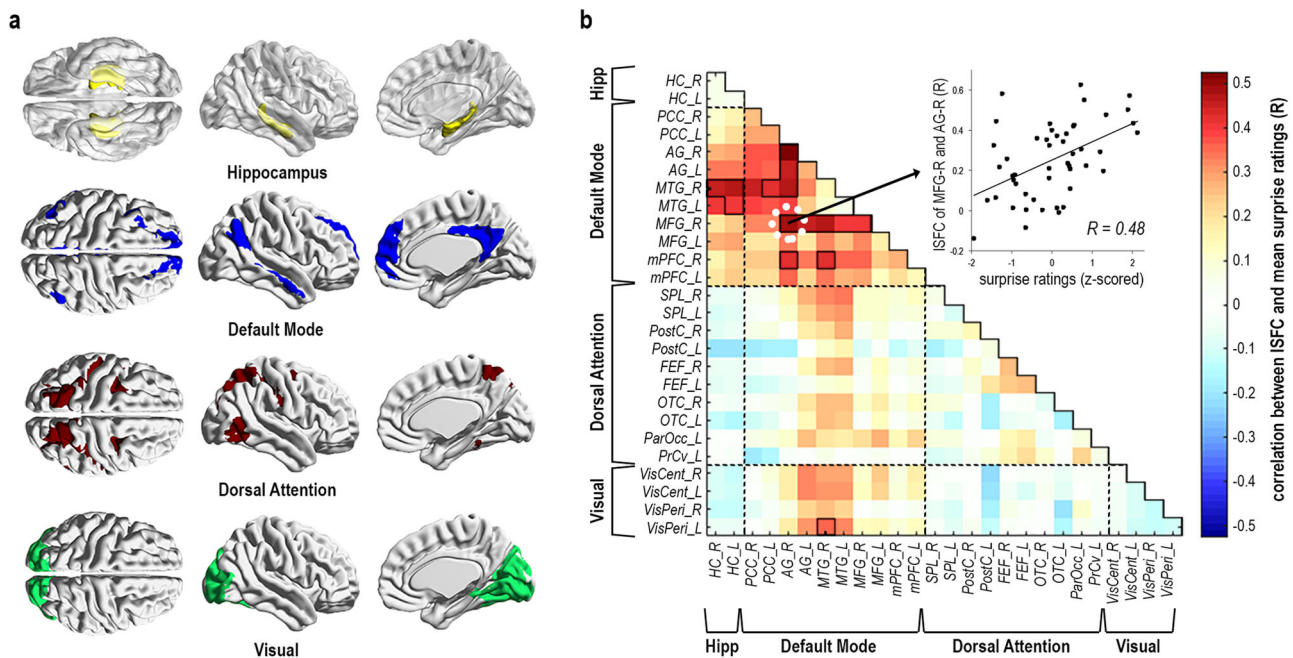 a
Hippocampus
Default Mode
Dorsal Attention
Visual
b
Hipp
Default Mode
Dorsal Attention
Visual
HC_R
HC_L
PCC_R
PCC_L
AG_R
AG_L
MTG_R
MTG_L
MFG_R
MFG_L
mPFC_R
mPFC_L
SPL_R
SPL_L
PostC_R
PostC_L
FEF_R
FEF_L
OTC_R
OTC_L
ParOcc_L
PrCv_L
VisCent_R
VisCent_L
VisPeri_R
VisPeri_L
HC_R
HC_L
PCC_R
PCC_L
AG_R
AG_L
MTG_R
MTG_L
MFG_R
MFG_L
mPFC_R
mPFC_L
SPL_R
SPL_L
PostC_R
PostC_L
FEF_R
FEF_L
OTC_R
OTC_L
ParOcc_L
PrCv_L
VisCent_R
VisCent_L
VisPeri_R
VisPeri_L
Hipp
Default Mode
Dorsal Attention
Visual
ISFC of MFG-R and AG-R (R)
0.6
0.4
0.2
0
-0.2
-2
-1
0
1
2
R = 0.48
surprise ratings (z-scored)
0.5
0.4
0.3
0.2
0.1
0
-0.1
-0.2
-0.3
-0.4
-0.5
correlation between ISFC and mean surprise ratings (R)